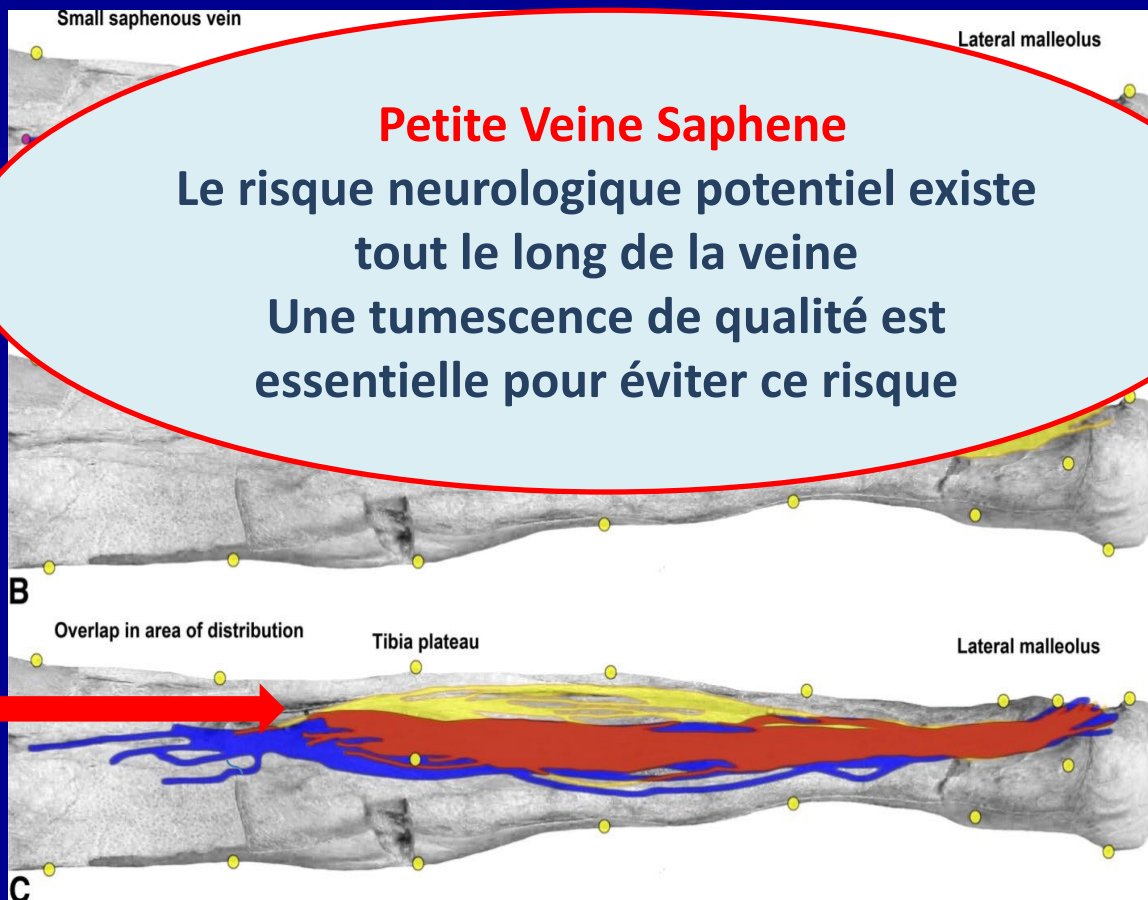 Small saphenous vein
Lateral malleolus
Petite Veine Saphene
Le risque neurologique potentiel existe
tout le long de la veine
Une tumescence de qualité est
essentielle pour éviter ce risque
B
Overlap in area of distribution
Tibia plateau
Lateral malleolus
C